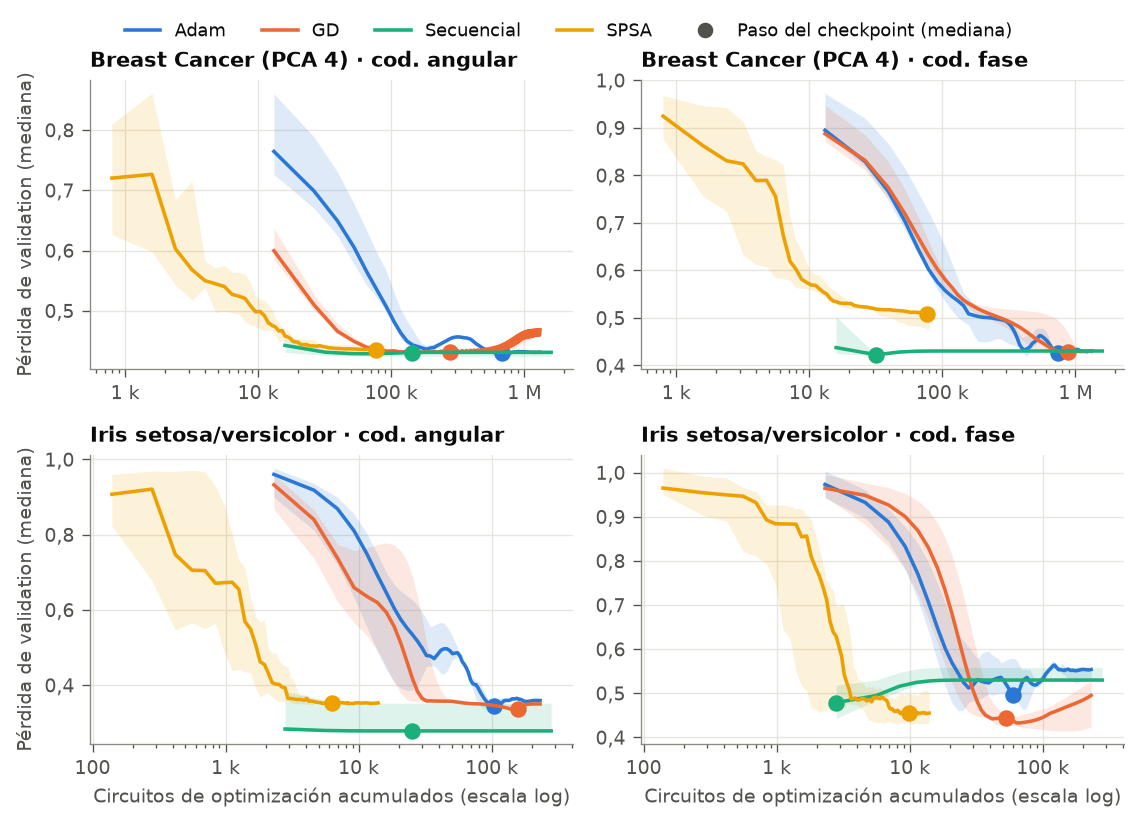 Adam GD Secuencial SPSA Paso del checkpoint (mediana)
Breast Cancer (PCA 4) · cod. angular
Pérdida de validation (mediana)
0,8
0,7
0,6
0,5
1 k 10 k 100 k 1 M
Breast Cancer (PCA 4) · cod. fase
1,0
0,9
0,8
0,7
0,6
0,5
0,4
1 k 10 k 100 k 1 M
Iris setosa/versicolor · cod. angular
Pérdida de validation (mediana)
1,0
0,8
0,6
0,4
100 1 k 10 k 100 k
Circuitos de optimización acumulados (escala log)
Iris setosa/versicolor · cod. fase
1,0
0,9
0,8
0,7
0,6
0,5
0,4
100 1 k 10 k 100 k
Circuitos de optimización acumulados (escala log)